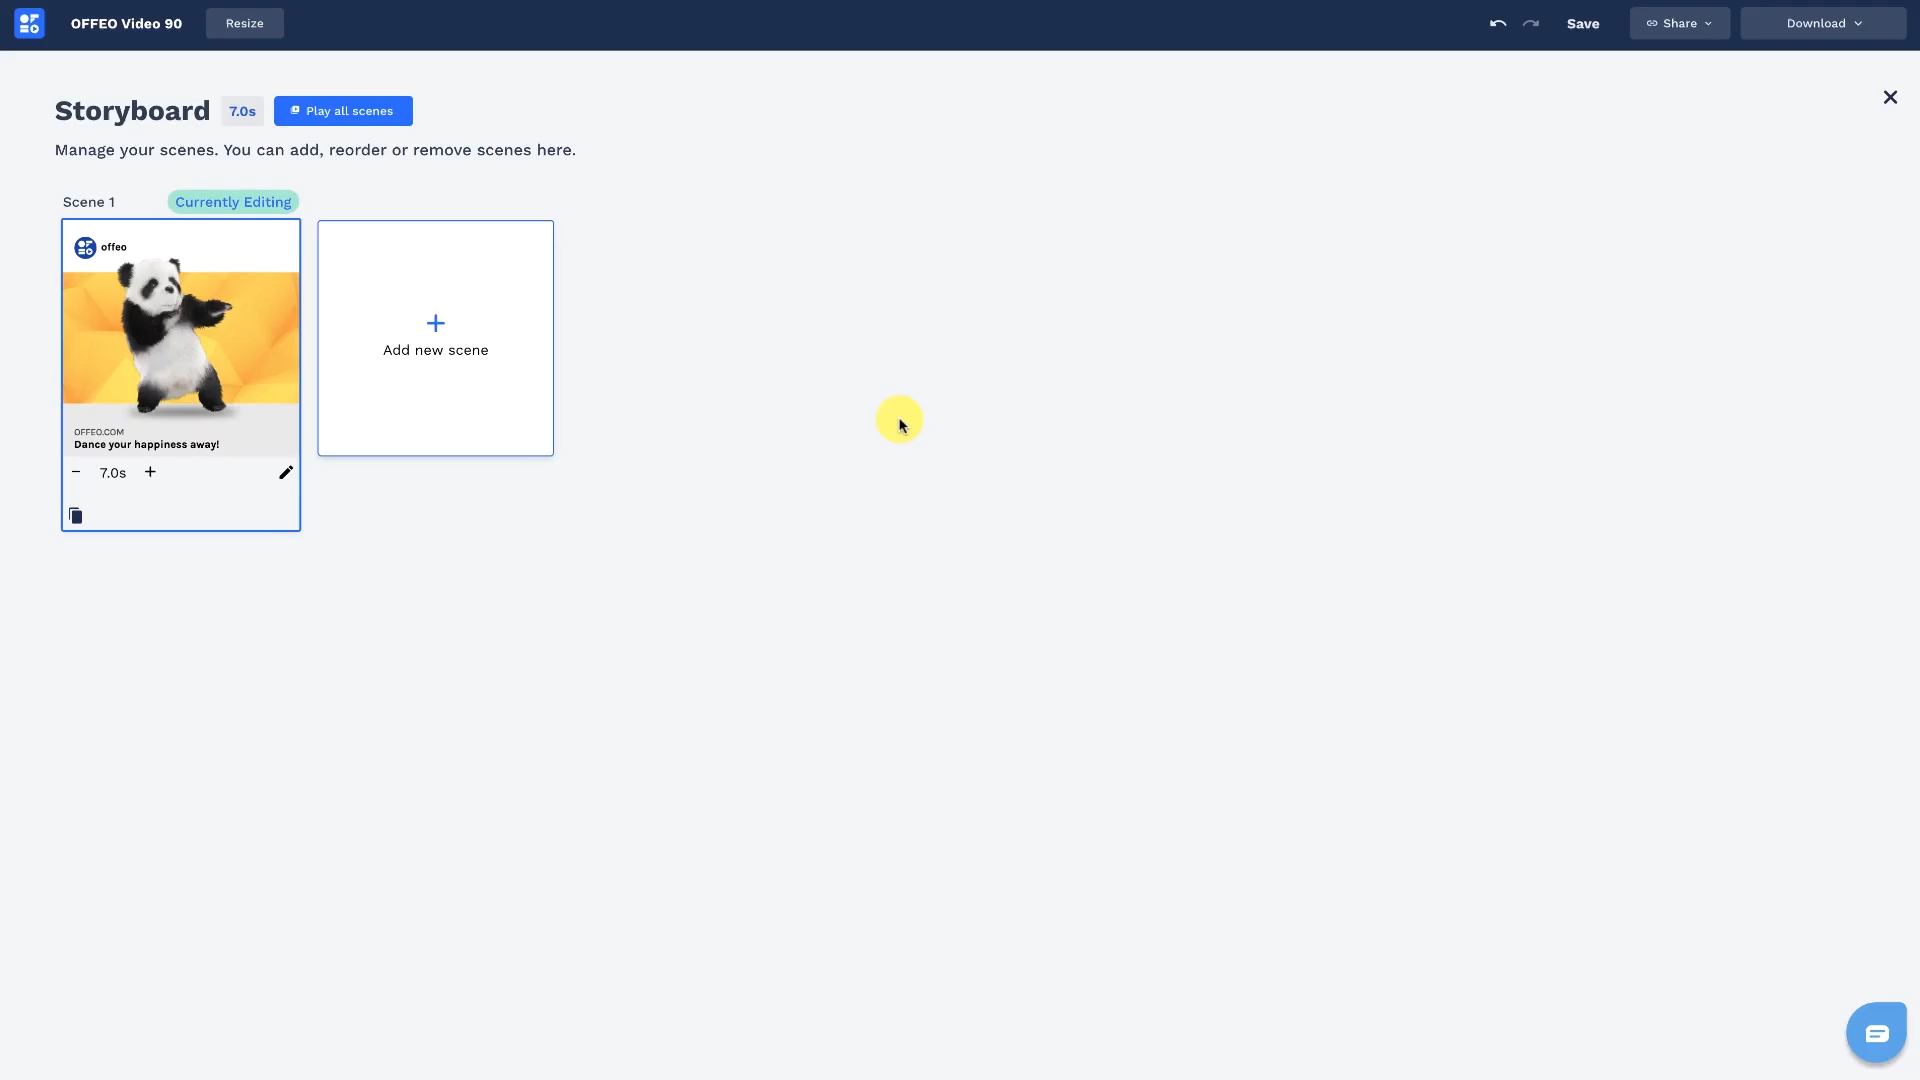 OFFEO Video 90
Resize
Save
Share
Download
Storyboard
7.0s
Play all scenes
Manage your scenes. You can add, reorder or remove scenes here.
Scene 1
Currently Editing
offeo
OFFEO.COM
Dance your happiness away!
- 7.0s +
+
Add new scene